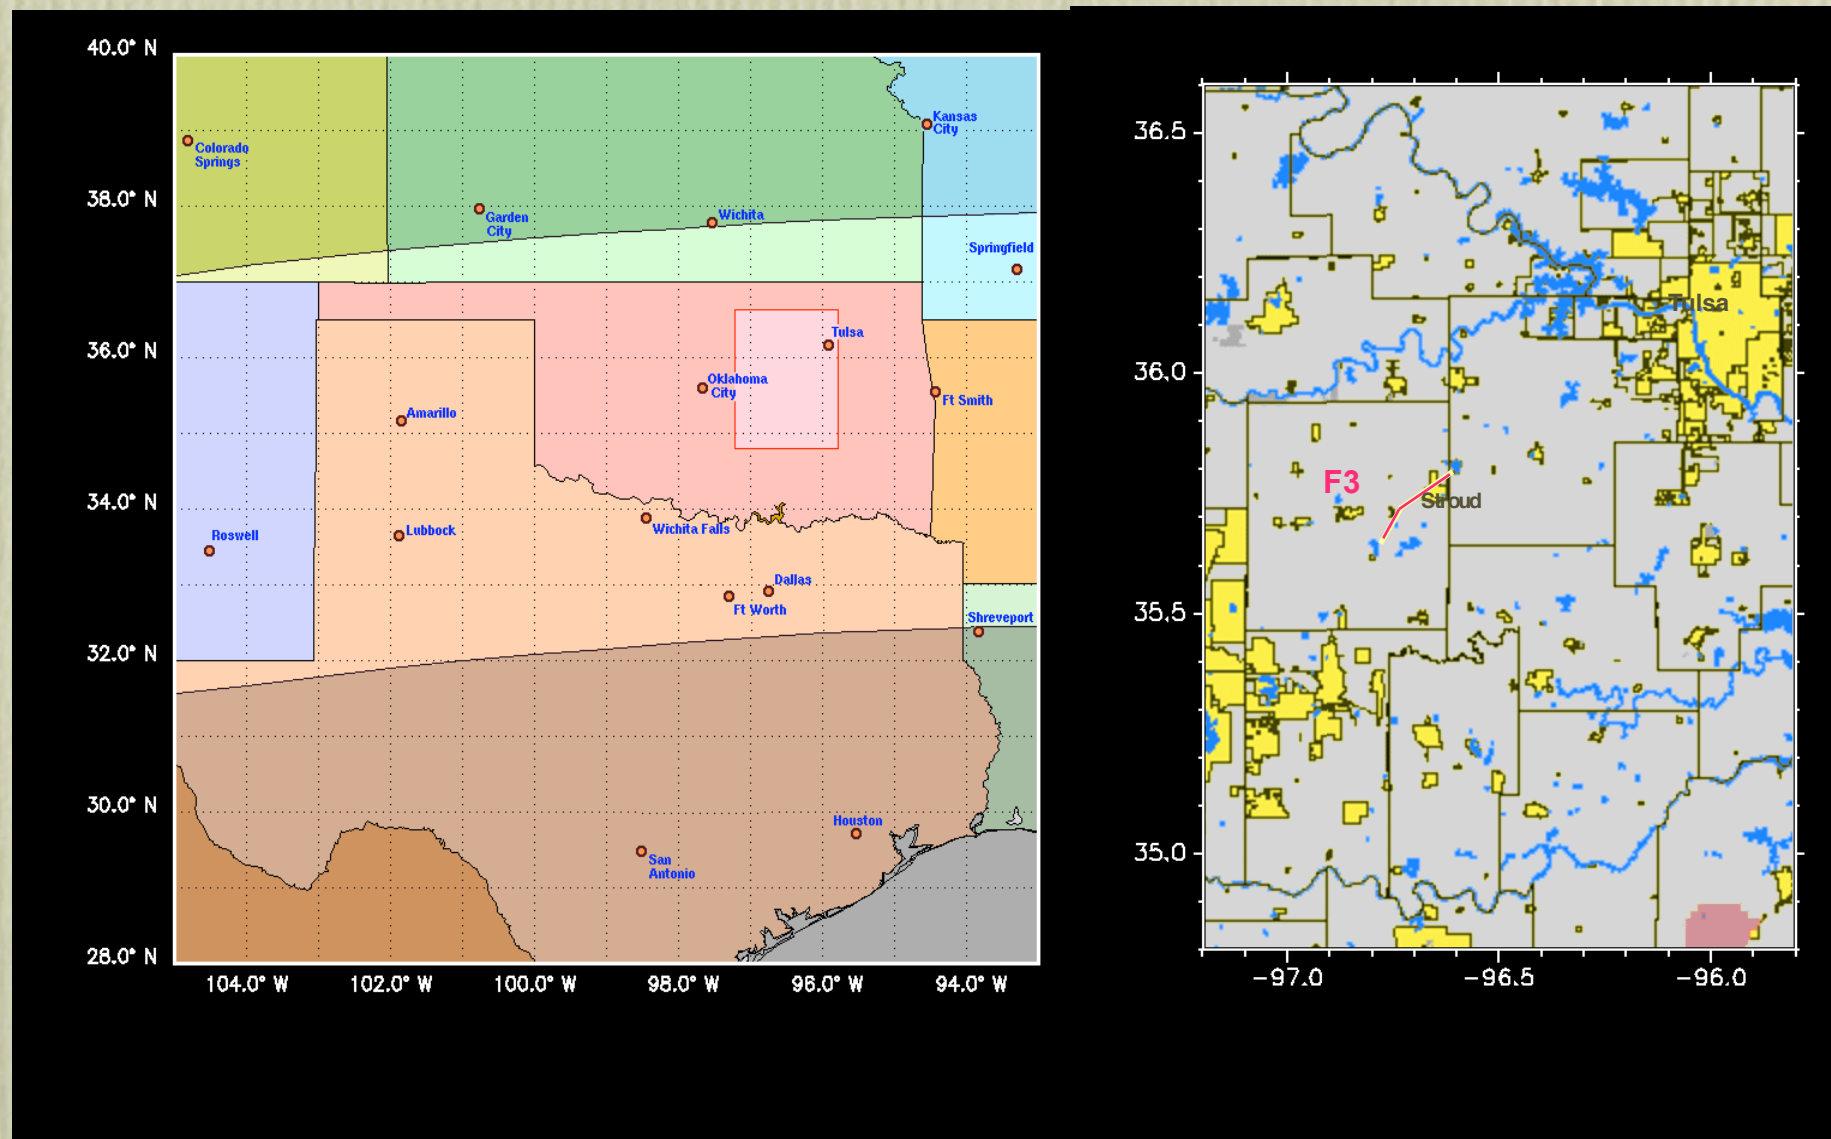 40.0° N
38.0° N
36.0° N
34.0° N
32.0° N
30.0° N
28.0° N
104.0° W
102.0° W
100.0° W
98.0° W
96.0° W
94.0° W
Colorado
Springs
Garden
City
Wichita
Kansas
City
Springfield
Tulsa
Oklahoma
City
Ft Smith
Amarillo
Lubbock
Roswell
Wichita Falls
Dallas
Ft Worth
Shreveport
Houston
San
Antonio
36.5
36.0
35.5
35.0
-97.0
-96.5
-96.0
Tulsa
F3
Stroud